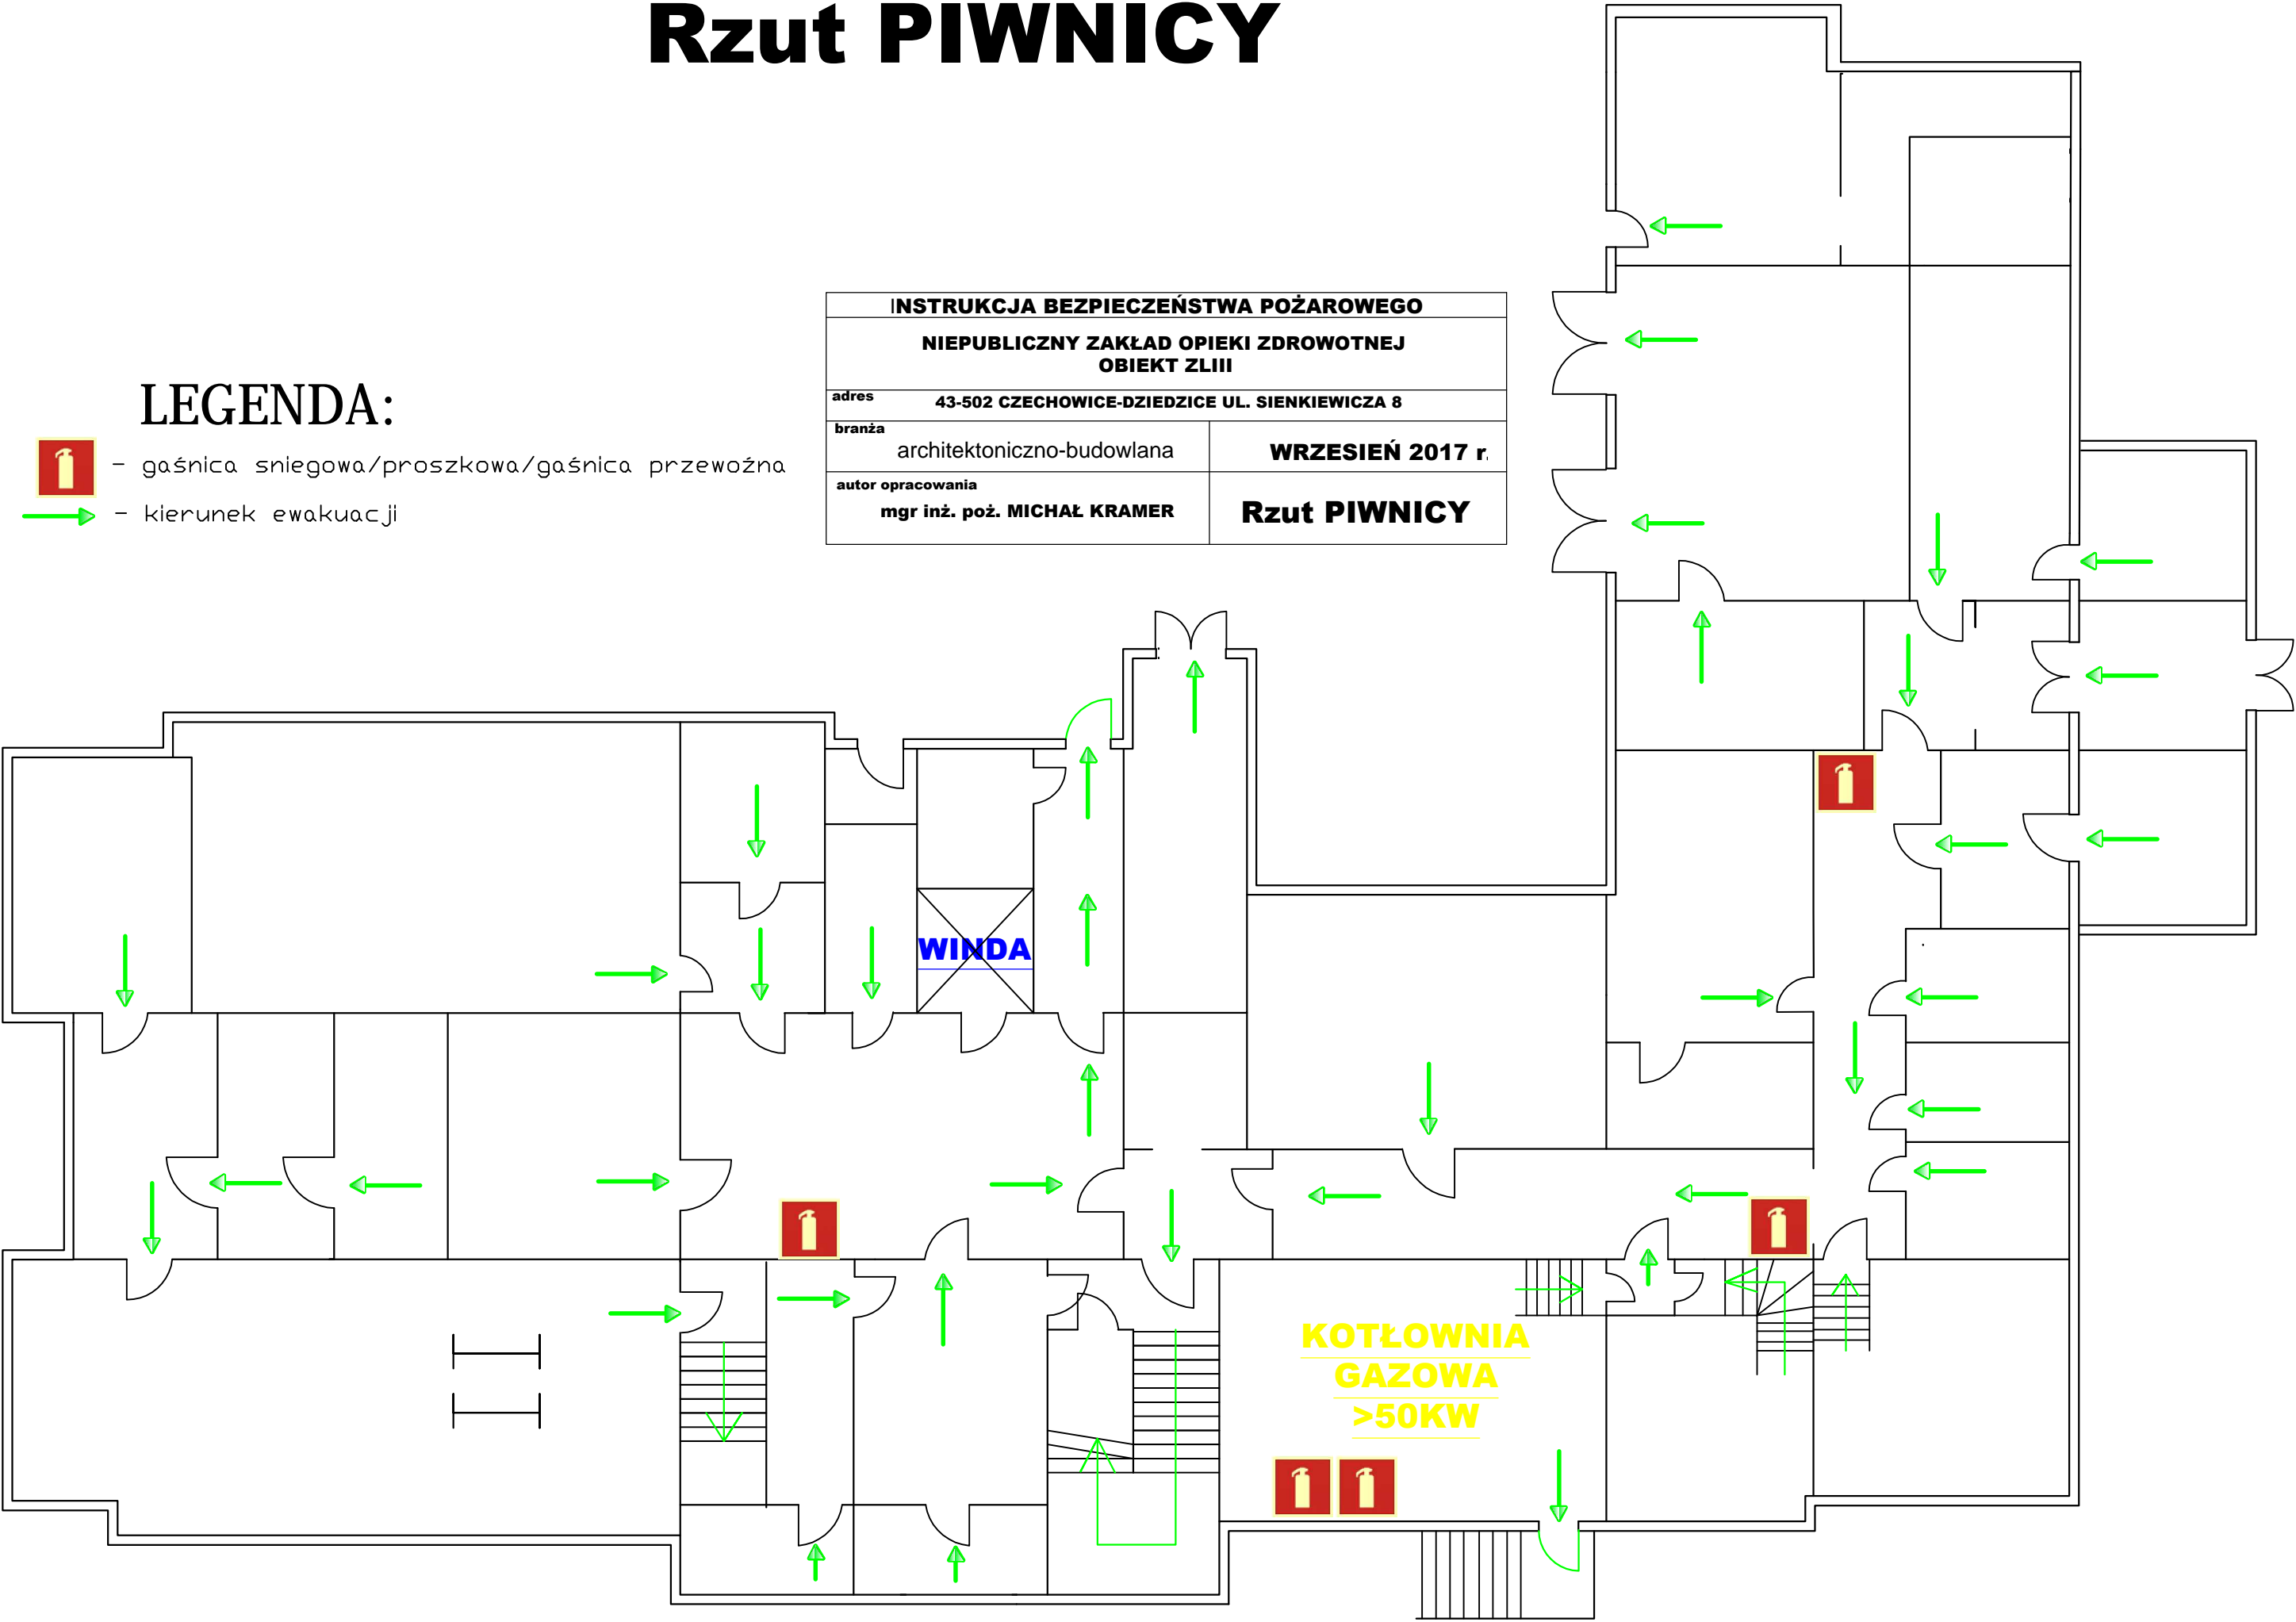 Rzut PIWNICY
INSTRUKCJA BEZPIECZEŃSTWA POŻAROWEGO
NIEPUBLICZNY ZAKŁAD OPIEKI ZDROWOTNEJ
OBIEKT ZLIII
adres
43-502 CZECHOWICE-DZIEDZICE UL. SIENKIEWICZA 8
branża
architektoniczno-budowlana
WRZESIEŃ 2017 r.
autor opracowania
mgr inż. poż. MICHAŁ KRAMER
Rzut PIWNICY
LEGENDA:
- gaśnica sniegowa/proszkowa/gaśnica przewoźna
- kierunek ewakuacji
WINDA
KOTŁOWNIA
GAZOWA
>50KW